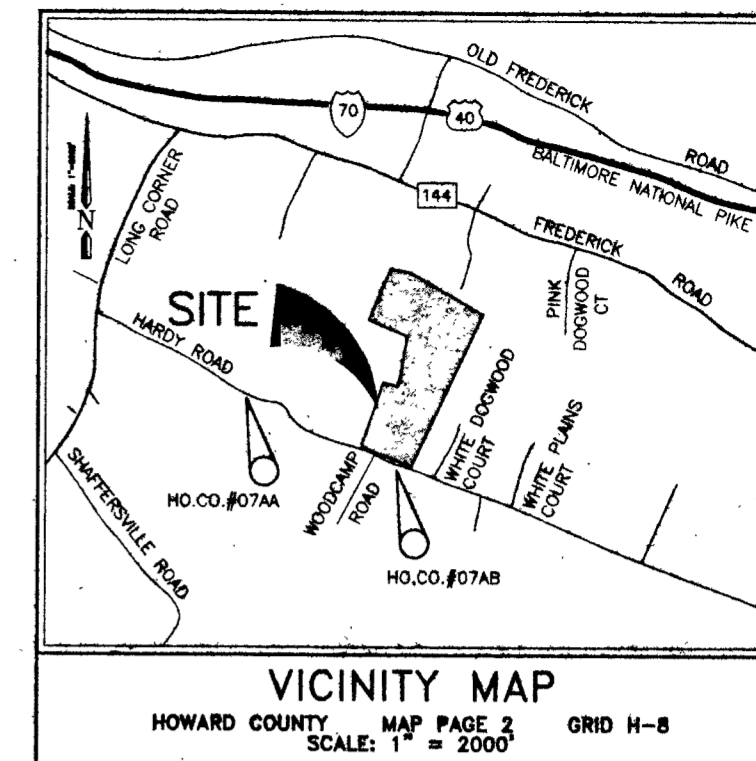 OLD FREDERICK
ROAD
70
40
BALTIMORE NATIONAL PIKE
144
FREDERICK
ROAD
N
LONG CORNER
ROAD
PINK
DOGWOOD
CT
SITE
HARDY ROAD
WHITE DOGWOOD
COURT
WHITE PLAINS
COURT
HO.CO.#07AA
WOODCAMP
ROAD
SHAFFERSVILLE ROAD
HO.CO.#07AB
VICINITY MAP
HOWARD COUNTY MAP PAGE 2 GRID H-8
SCALE: 1" = 2000'